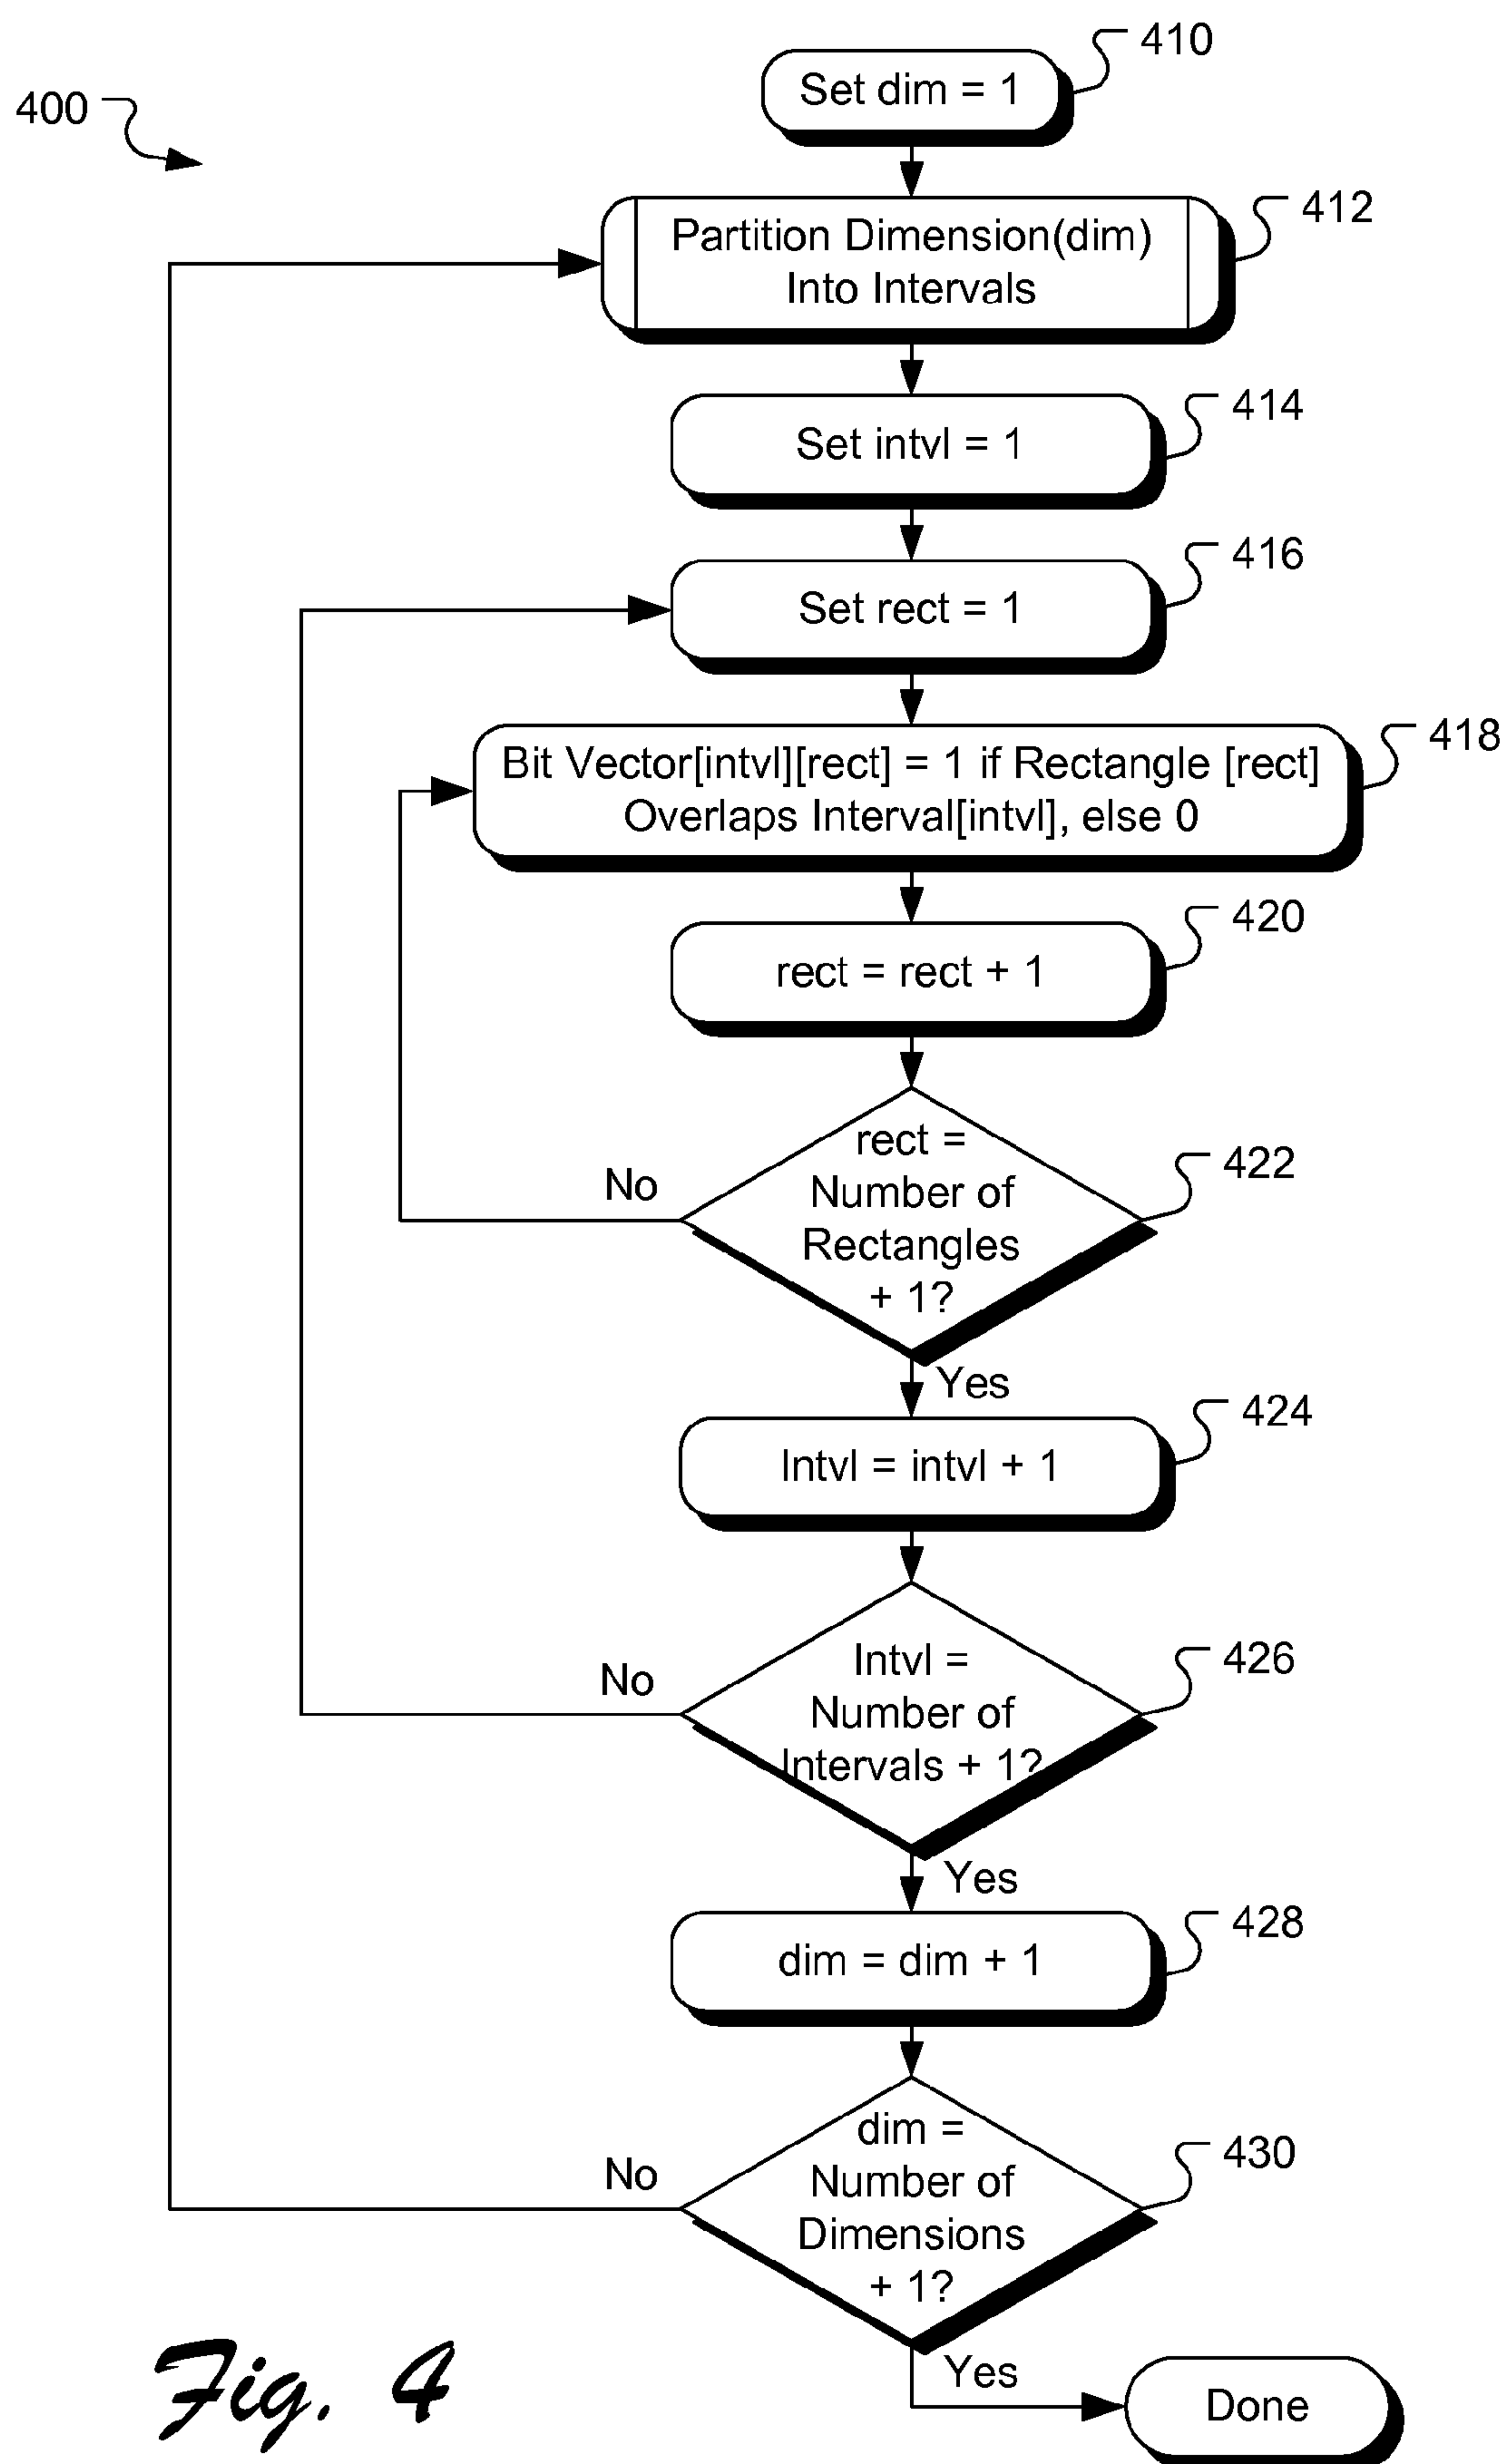 410
Set dim = 1
400
412
Partition Dimension(dim)
Into Intervals
414
Set intvl = 1
416
Set rect = 1
418
Bit Vector[intvl][rect] = 1 if Rectangle [rect]
Overlaps Interval[intvl], else 0
420
rect = rect + 1
rect =
Number of
Rectangles
+ 1?
422
No
Yes
424
Intvl = intvl + 1
Intvl =
Number of
Intervals + 1?
426
No
Yes
428
dim = dim + 1
dim =
Number of
Dimensions
+ 1?
430
No
Yes
Done
Fig. 4